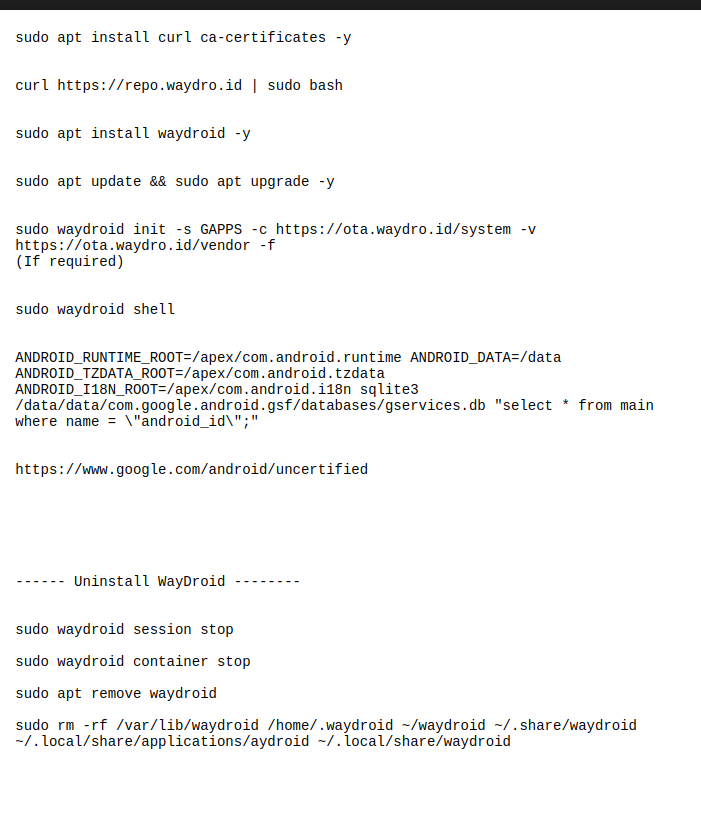 sudo apt install curl ca-certificates -y
curl https://repo.waydro.id | sudo bash
sudo apt install waydroid -y
sudo apt update && sudo apt upgrade -y
sudo waydroid init -s GAPPS -c https://ota.waydro.id/system -v
https://ota.waydro.id/vendor -f
(If required)
sudo waydroid shell
ANDROID_RUNTIME_ROOT=/apex/com.android.runtime ANDROID_DATA=/data
ANDROID_TZDATA_ROOT=/apex/com.android.tzdata
ANDROID_I18N_ROOT=/apex/com.android.i18n sqlite3
/data/data/com.google.android.gsf/databases/gservices.db "select * from main
where name = \"android_id\";"
https://www.google.com/android/uncertified
------ Uninstall WayDroid --------
sudo waydroid session stop
sudo waydroid container stop
sudo apt remove waydroid
sudo rm -rf /var/lib/waydroid /home/.waydroid ~/waydroid ~/.share/waydroid
~/.local/share/applications/aydroid ~/.local/share/waydroid